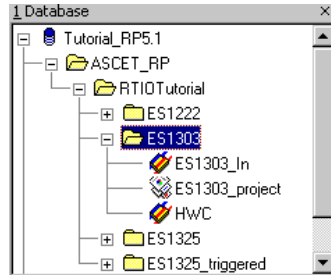 1 Database
Tutorial_RP5.1
ASCET_RP
RTIOTutorial
ES1222
ES1303
ES1303_In
ES1303_project
HWC
ES1325
ES1325_triggered